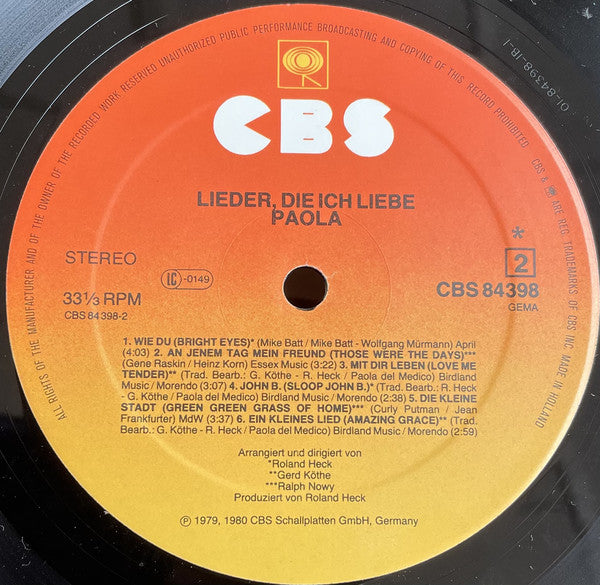 ALL RIGHTS OF THE MANUFACTURER AND OF THE OWNER OF THE RECORDED WORK RESERVED UNAUTHORIZED PUBLIC PERFORMANCE BROADCASTING AND COPYING OF THIS RECORD PROHIBITED. CBS & ARE REG. TRADEMARKS OF CBS INC. MADE IN HOLLAND
01-84398-1B-1
CBS
LIEDER, DIE ICH LIEBE
PAOLA
STEREO
33⅓ RPM
CBS 84398-2
IC -0149
*
2
CBS 84398
GEMA
1. WIE DU (BRIGHT EYES)* (Mike Batt / Mike Batt - Wolfgang Mürmann) April
(4:03) 2. AN JENEM TAG MEIN FREUND (THOSE WERE THE DAYS)***
(Gene Raskin / Heinz Korn) Essex Music (3:22) 3. MIT DIR LEBEN (LOVE ME
TENDER)** (Trad. Bearb.: G. Köthe - R. Heck / Paola del Medico) Birdland
Music / Morendo (3:07) 4. JOHN B. (SLOOP JOHN B.)* (Trad. Bearb.: R. Heck
- G. Köthe / Paola del Medico) Birdland Music / Morendo (2:38) 5. DIE KLEINE
STADT (GREEN GREEN GRASS OF HOME)*** (Curly Putman / Jean
Frankfurter) MdW (3:37) 6. EIN KLEINES LIED (AMAZING GRACE)** (Trad.
Bearb.: G. Köthe - R. Heck / Paola del Medico) Birdland Music / Morendo (2:59)
Arrangiert und dirigiert von
*Roland Heck
**Gerd Köthe
***Ralph Nowy
Produziert von Roland Heck
℗ 1979, 1980 CBS Schallplatten GmbH, Germany